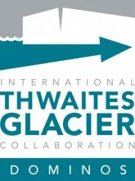 INTERNATIONAL
THWAITES
GLACIER
COLLABORATION
DOMINOS